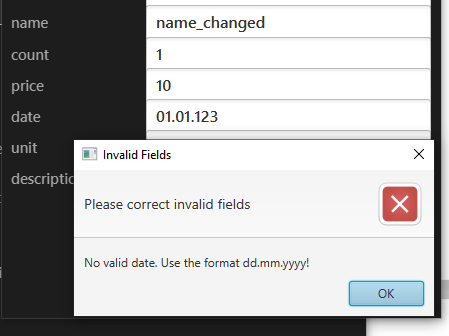 name name_changed
count 1
price 10
date 01.01.123
unit
Invalid Fields
Please correct invalid fields
No valid date. Use the format dd.mm.yyyy!
OK